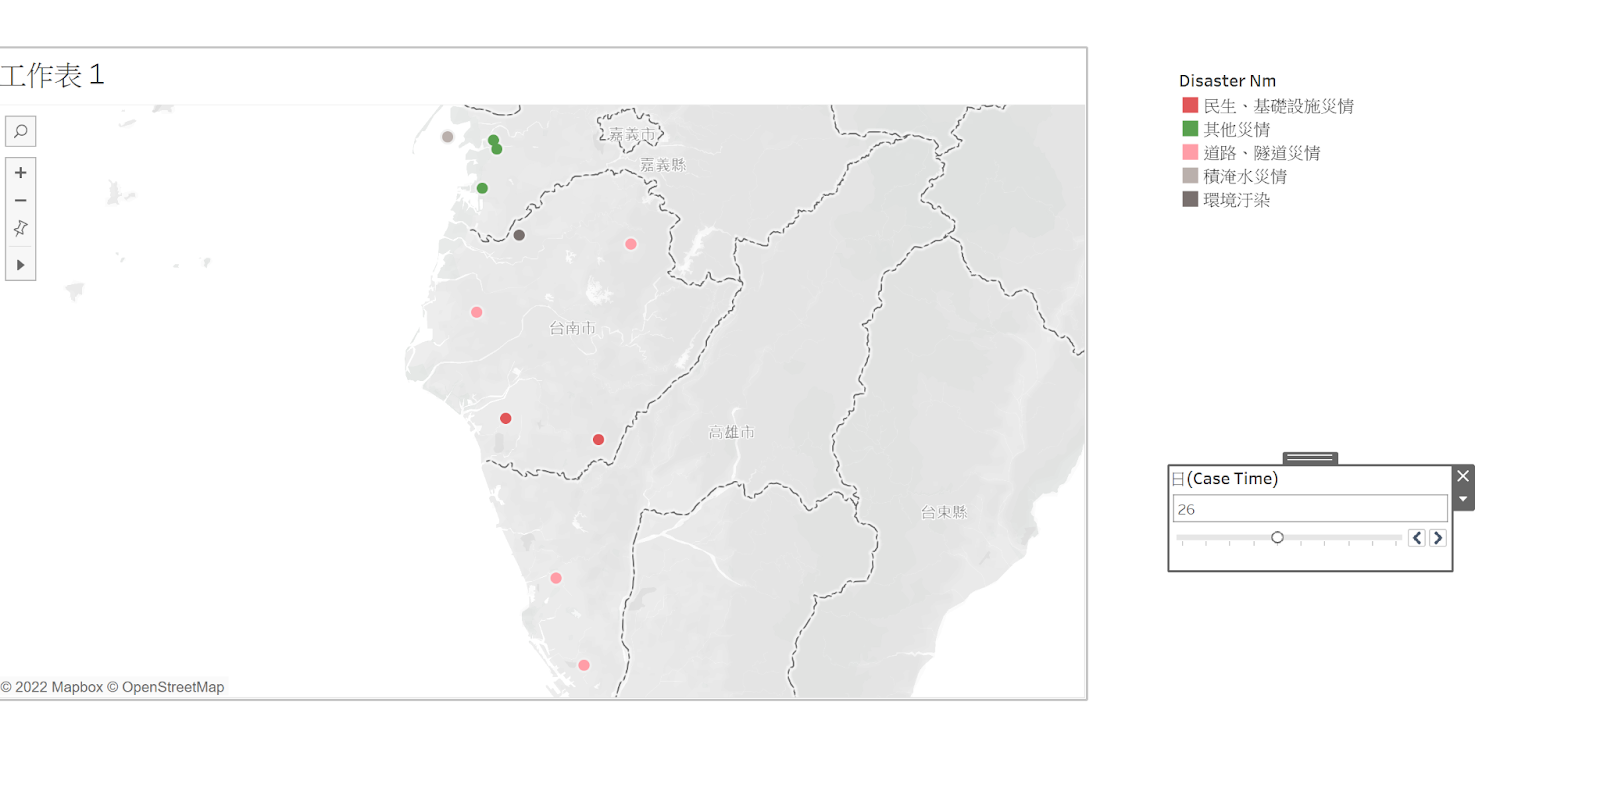 工作表 1
嘉義市
嘉義縣
台南市
高雄市
台東縣
© 2022 Mapbox © OpenStreetMap
Disaster Nm
民生、基礎設施災情
其他災情
道路、隧道災情
積淹水災情
環境汙染
日(Case Time)
26